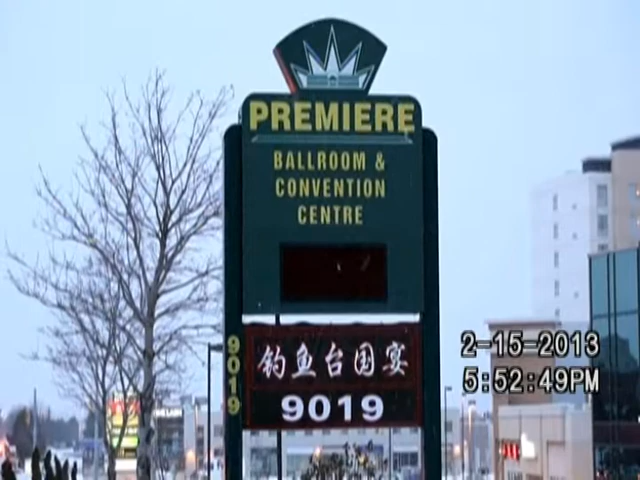 PREMIERE
BALLROOM &
CONVENTION
CENTRE
钓鱼台国宴
9019
9019
2-15-2013
5:52:49PM